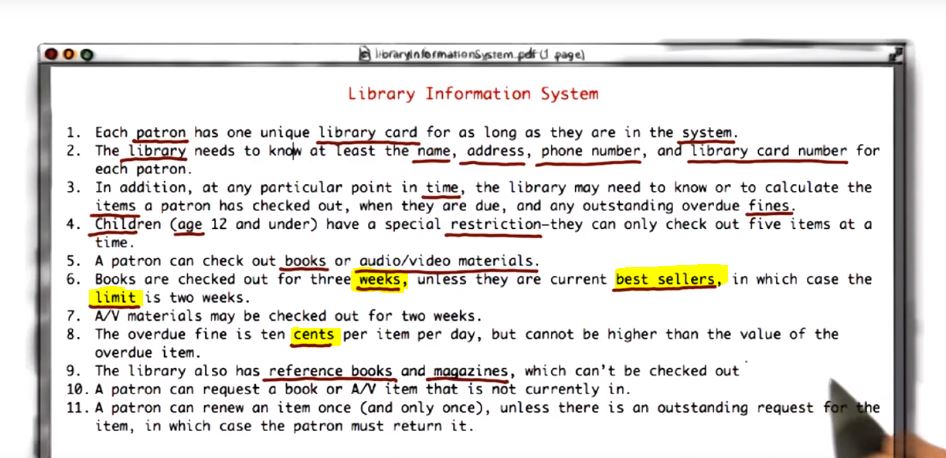 libraryInformationSystem.pdf (1 page)
Library Information System
1. Each patron has one unique library card for as long as they are in the system.
2. The library needs to know at least the name, address, phone number, and library card number for
each patron.
3. In addition, at any particular point in time, the library may need to know or to calculate the
items a patron has checked out, when they are due, and any outstanding overdue fines.
4. Children (age 12 and under) have a special restriction—they can only check out five items at a
time.
5. A patron can check out books or audio/video materials.
6. Books are checked out for three weeks, unless they are current best sellers, in which case the
limit is two weeks.
7. A/V materials may be checked out for two weeks.
8. The overdue fine is ten cents per item per day, but cannot be higher than the value of the
overdue item.
9. The library also has reference books and magazines, which can't be checked out
10. A patron can request a book or A/V item that is not currently in.
11. A patron can renew an item once (and only once), unless there is an outstanding request for the
item, in which case the patron must return it.